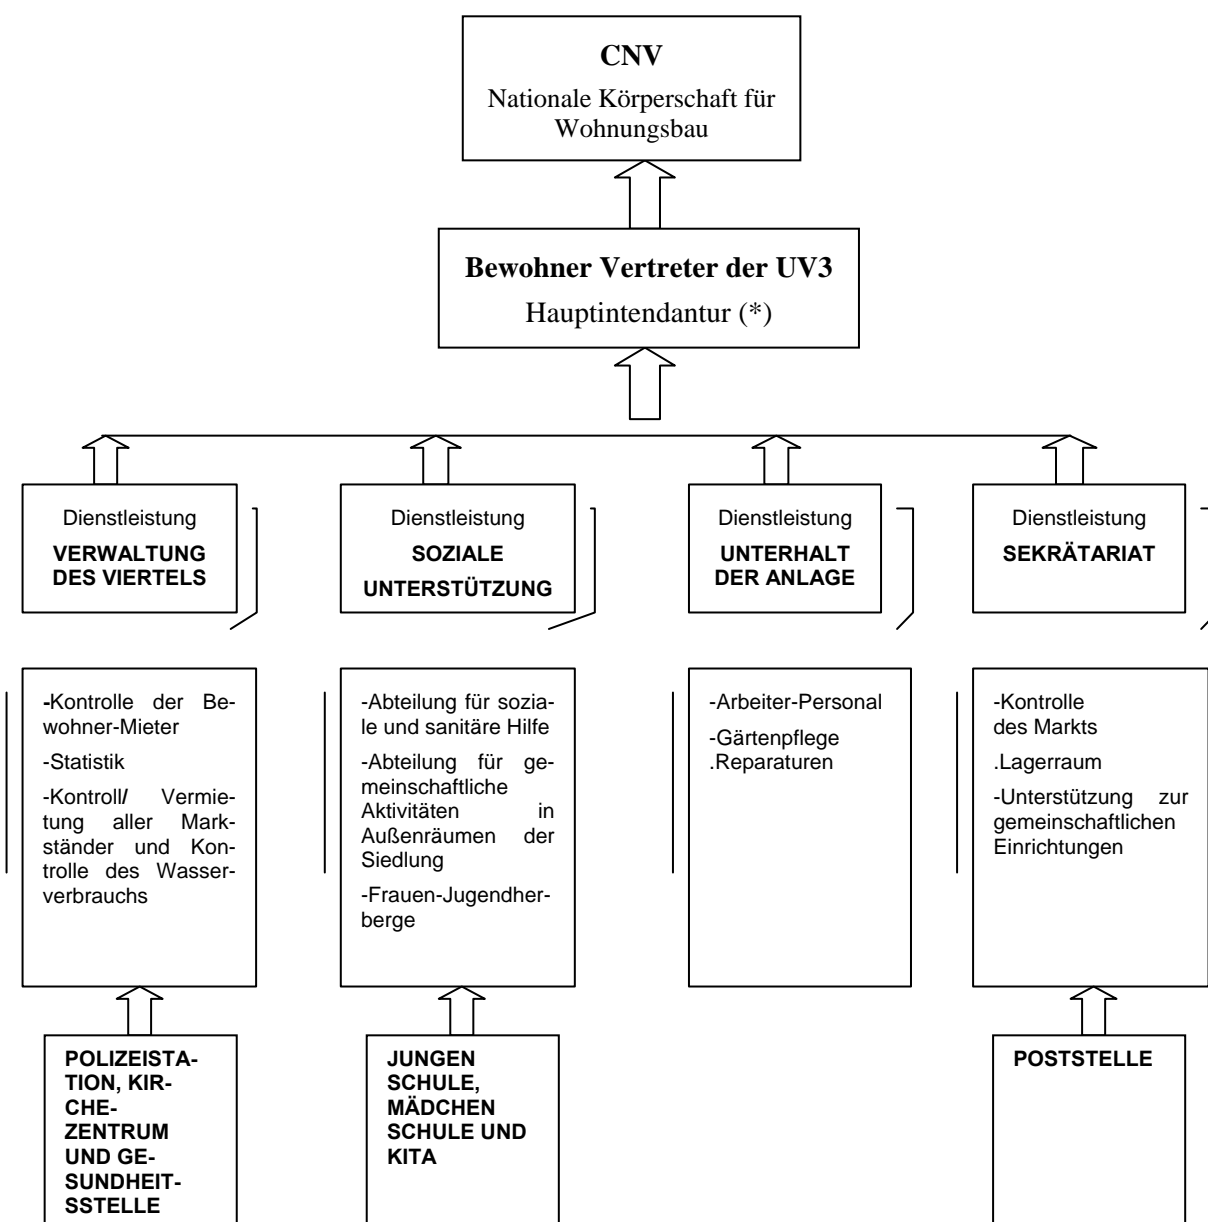 CNV
Nationale Körperschaft für
Wohnungsbau
Bewohner Vertreter der UV3
Hauptintendantur (*)
Dienstleistung
VERWALTUNG
DES VIERTELS
Dienstleistung
SOZIALE
UNTERSTÜTZUNG
Dienstleistung
UNTERHALT
DER ANLAGE
Dienstleistung
SEKRÄTARIAT
-Kontrolle der Be-
wohner-Mieter
-Statistik
-Kontroll/ Vermie-
tung aller Mark-
ständer und Kon-
trolle des Wasser-
verbrauchs
-Abteilung für sozia-
le und sanitäre Hilfe
-Abteilung für ge-
meinschaftliche
Aktivitäten in
Außenräumen der
Siedlung
-Frauen-Jugendher-
berge
-Arbeiter-Personal
-Gärtenpflege
.Reparaturen
-Kontrolle
des Markts
.Lagerraum
-Unterstützung zur
gemeinschaftlichen
Einrichtungen
POLIZEISTA-
TION, KIR-
CHE-
ZENTRUM
UND GE-
SUNDHEIT-
SSTELLE
JUNGEN
SCHULE,
MÄDCHEN
SCHULE UND
KITA
POSTSTELLE